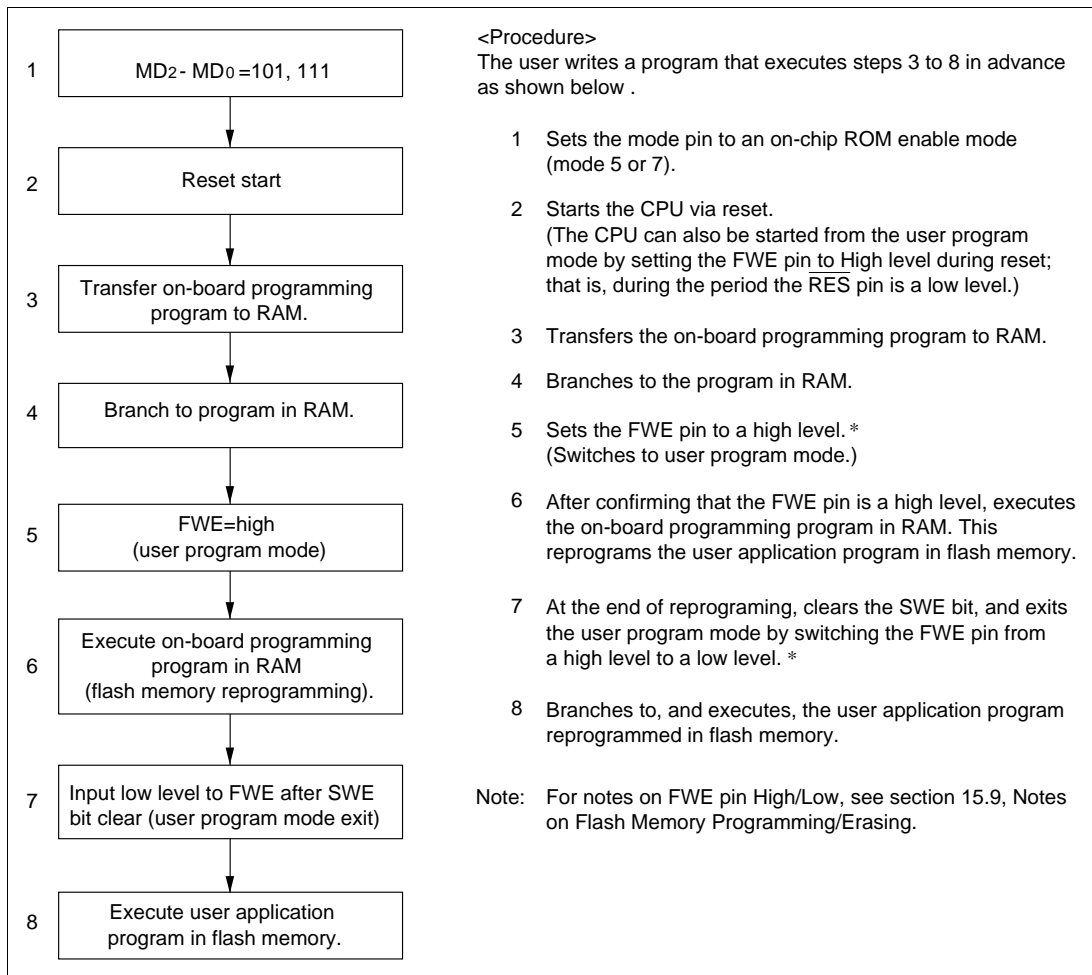 1
MD2 - MD0 =101, 111
2
Reset start
3
Transfer on-board programming
program to RAM.
4
Branch to program in RAM.
5
FWE=high
(user program mode)
6
Execute on-board programming
program in RAM
(flash memory reprogramming).
7
Input low level to FWE after SWE
bit clear (user program mode exit)
8
Execute user application
program in flash memory.
<Procedure>
The user writes a program that executes steps 3 to 8 in advance
as shown below .
1 Sets the mode pin to an on-chip ROM enable mode
(mode 5 or 7).
2 Starts the CPU via reset.
(The CPU can also be started from the user program
mode by setting the FWE pin to High level during reset;
that is, during the period the RES pin is a low level.)
3 Transfers the on-board programming program to RAM.
4 Branches to the program in RAM.
5 Sets the FWE pin to a high level. *
(Switches to user program mode.)
6 After confirming that the FWE pin is a high level, executes
the on-board programming program in RAM. This
reprograms the user application program in flash memory.
7 At the end of reprograming, clears the SWE bit, and exits
the user program mode by switching the FWE pin from
a high level to a low level. *
8 Branches to, and executes, the user application program
reprogrammed in flash memory.
Note: For notes on FWE pin High/Low, see section 15.9, Notes
on Flash Memory Programming/Erasing.